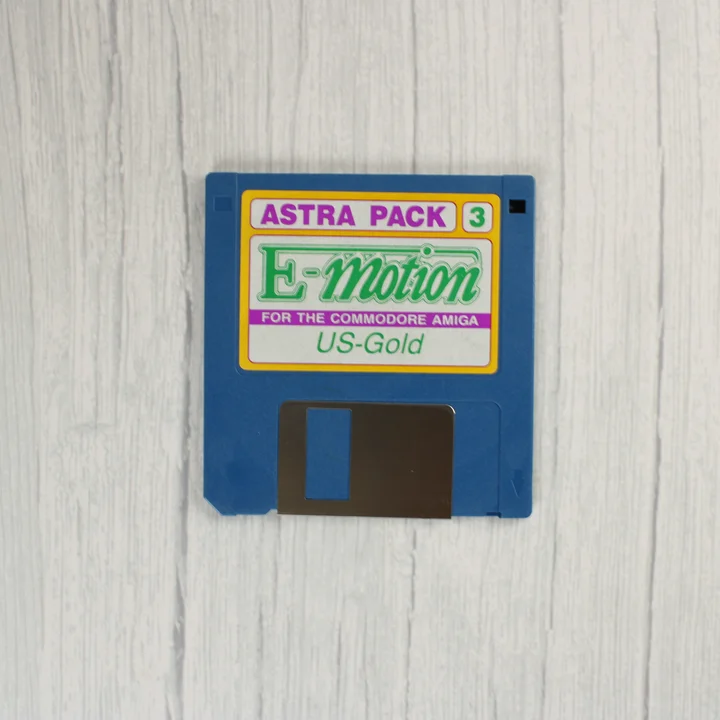 ASTRA PACK 3
E-Motion
FOR THE COMMODORE AMIGA
US-Gold